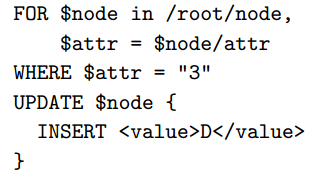 FOR $node in /root/node,
    $attr = $node/attr
WHERE $attr = "3"
UPDATE $node {
  INSERT <value>D</value>
}